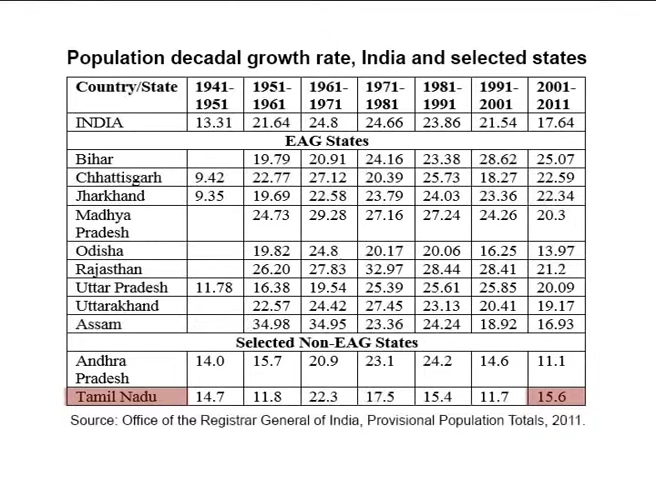 Population decadal growth rate, India and selected states
Country/State 1941-1951 1951-1961 1961-1971 1971-1981 1981-1991 1991-2001 2001-2011
INDIA 13.31 21.64 24.8 24.66 23.86 21.54 17.64
EAG States
Bihar 19.79 20.91 24.16 23.38 28.62 25.07
Chhattisgarh 9.42 22.77 27.12 20.39 25.73 18.27 22.59
Jharkhand 9.35 19.69 22.58 23.79 24.03 23.36 22.34
Madhya Pradesh 24.73 29.28 27.16 27.24 24.26 20.3
Odisha 19.82 24.8 20.17 20.06 16.25 13.97
Rajasthan 26.20 27.83 32.97 28.44 28.41 21.2
Uttar Pradesh 11.78 16.38 19.54 25.39 25.61 25.85 20.09
Uttarakhand 22.57 24.42 27.45 23.13 20.41 19.17
Assam 34.98 34.95 23.36 24.24 18.92 16.93
Selected Non-EAG States
Andhra Pradesh 14.0 15.7 20.9 23.1 24.2 14.6 11.1
Tamil Nadu 14.7 11.8 22.3 17.5 15.4 11.7 15.6
Source: Office of the Registrar General of India, Provisional Population Totals, 2011.